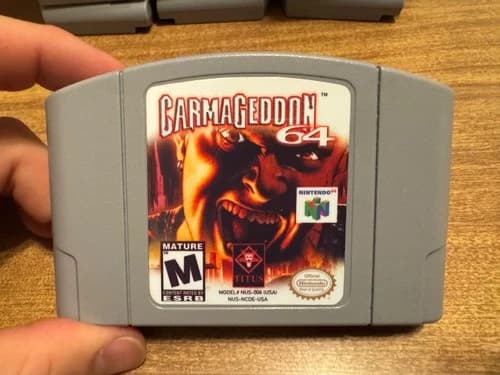 CARMAGEDDON™
64
NINTENDO64
MATURE
M
CONTENT RATED BY
ESRB
TITUS
MODEL# NUS-006 (USA)
NUS-NCDE-USA
Official
Nintendo
Seal of Quality